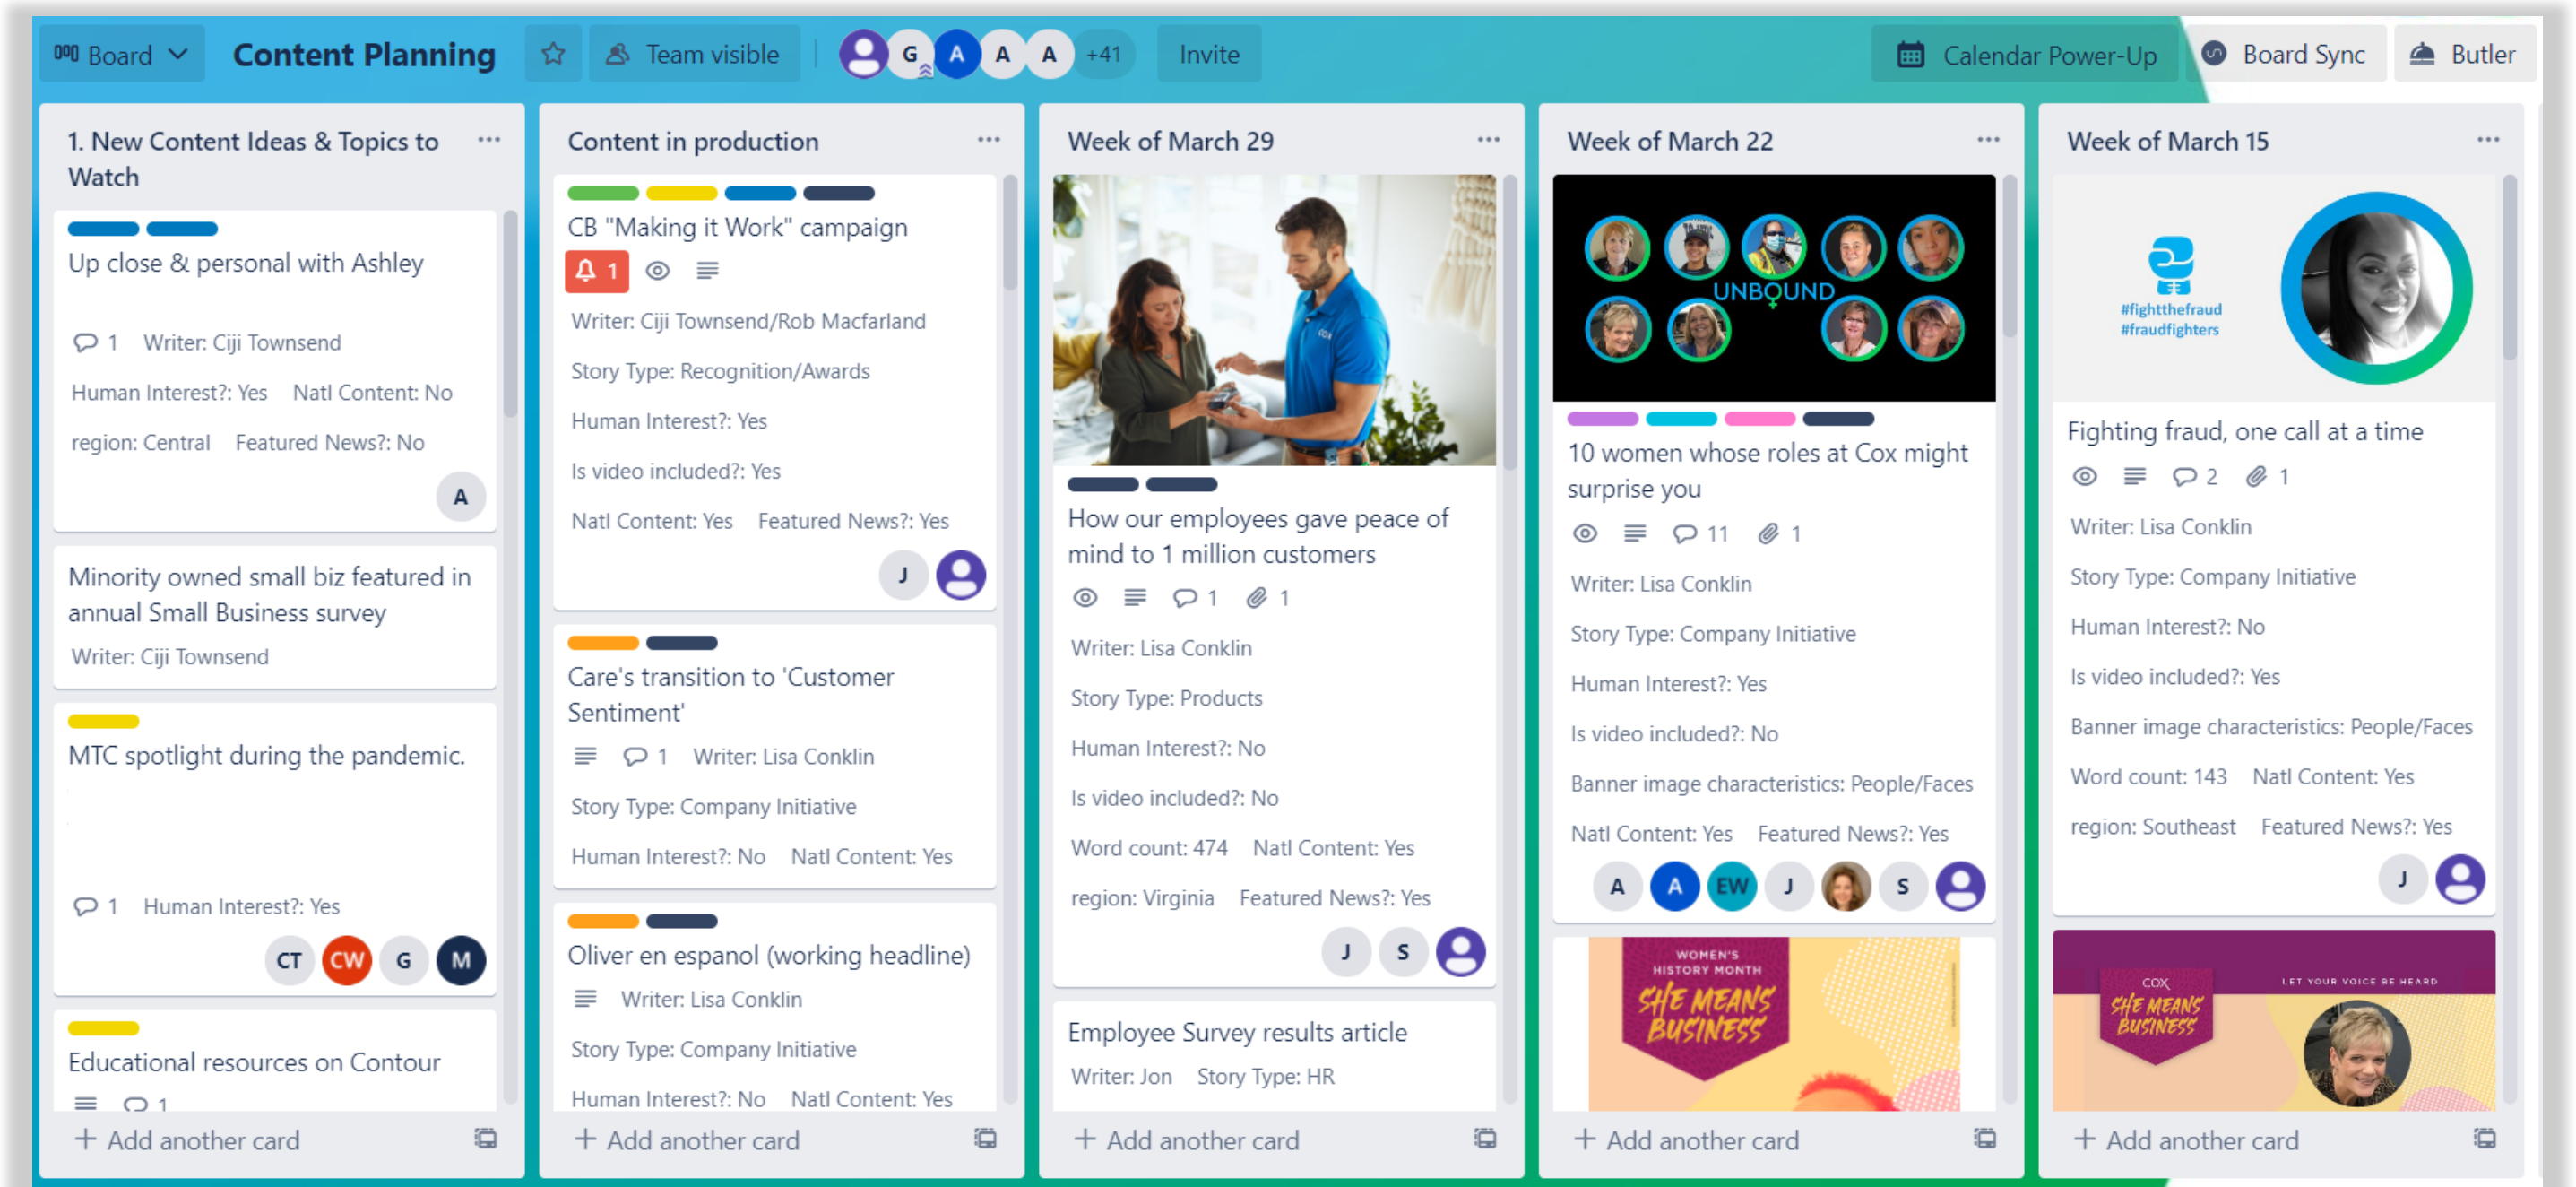 Board
Content Planning
Team visible
G
A
A
A
+41
Invite
Calendar Power-Up
Board Sync
Butler
1. New Content Ideas & Topics to
Watch
Up close & personal with Ashley
1 Writer: Ciji Townsend
Human Interest?: Yes Natl Content: No
region: Central Featured News?: No
A
Minority owned small biz featured in
annual Small Business survey
Writer: Ciji Townsend
MTC spotlight during the pandemic.
1 Human Interest?: Yes
CT CW G M
Educational resources on Contour
1
+ Add another card
Content in production
CB "Making it Work" campaign
1
Writer: Ciji Townsend/Rob Macfarland
Story Type: Recognition/Awards
Human Interest?: Yes
Is video included?: Yes
Natl Content: Yes Featured News?: Yes
J
Care's transition to 'Customer
Sentiment'
1 Writer: Lisa Conklin
Story Type: Company Initiative
Human Interest?: No Natl Content: Yes
Oliver en espanol (working headline)
Writer: Lisa Conklin
Story Type: Company Initiative
Human Interest?: No Natl Content: Yes
+ Add another card
Week of March 29
COX
How our employees gave peace of
mind to 1 million customers
1 1
Writer: Lisa Conklin
Story Type: Products
Human Interest?: No
Is video included?: No
Word count: 474 Natl Content: Yes
region: Virginia Featured News?: Yes
J S
Employee Survey results article
Writer: Jon Story Type: HR
+ Add another card
Week of March 22
UNBOUND
10 women whose roles at Cox might
surprise you
11 1
Writer: Lisa Conklin
Story Type: Company Initiative
Human Interest?: Yes
Is video included?: No
Banner image characteristics: People/Faces
Natl Content: Yes Featured News?: Yes
A A EW J S
WOMEN'S
HISTORY MONTH
SHE MEANS
BUSINESS
+ Add another card
Week of March 15
#fightthefraud
#fraudfighters
Fighting fraud, one call at a time
2 1
Writer: Lisa Conklin
Story Type: Company Initiative
Human Interest?: No
Is video included?: Yes
Banner image characteristics: People/Faces
Word count: 143 Natl Content: Yes
region: Southeast Featured News?: Yes
J
COX
SHE MEANS
BUSINESS
LET YOUR VOICE BE HEARD
+ Add another card